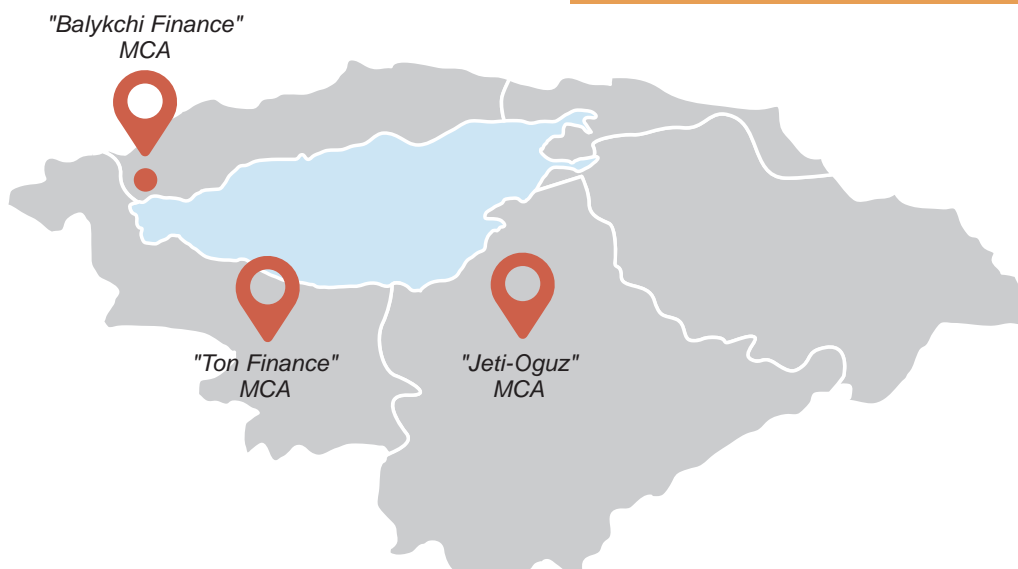 "Balykchi Finance"
MCA
"Ton Finance"
MCA
"Jeti-Oguz"
MCA